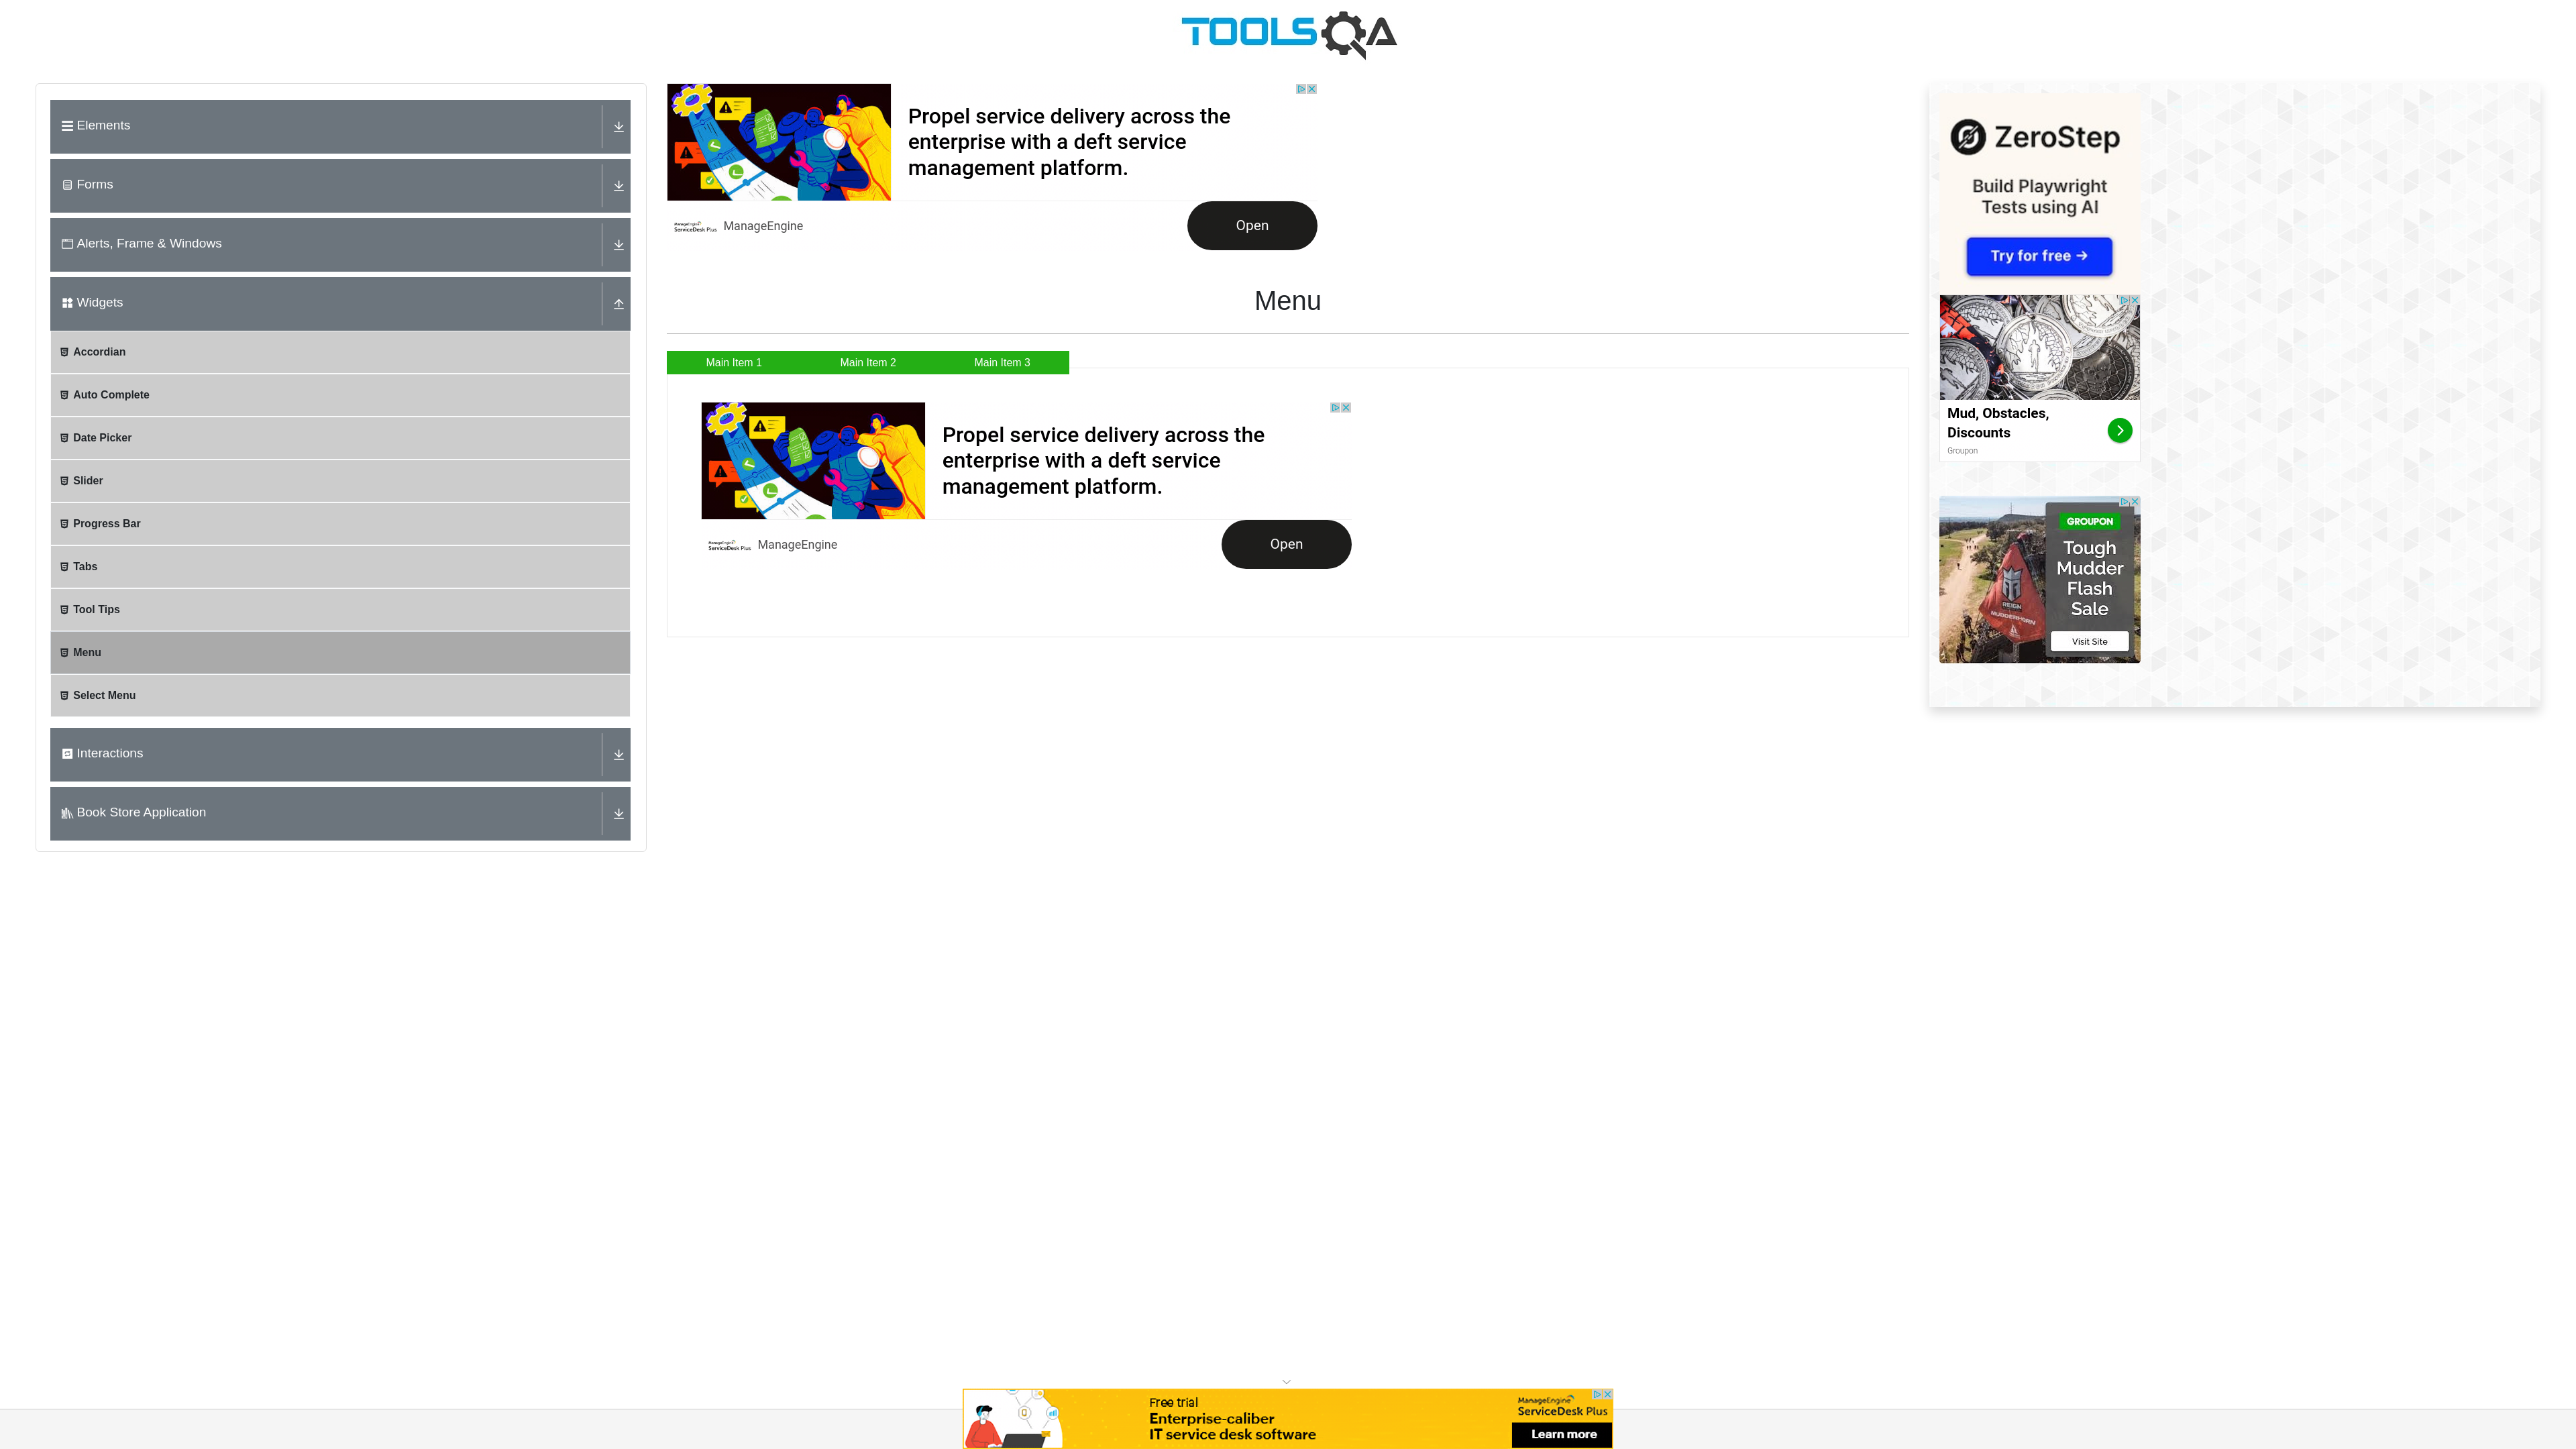 TOOLSQA
Elements
Forms
Alerts, Frame & Windows
Widgets
Accordian
Auto Complete
Date Picker
Slider
Progress Bar
Tabs
Tool Tips
Menu
Select Menu
Interactions
Book Store Application
Propel service delivery across the
enterprise with a deft service
management platform.
ManageEngine
ServiceDesk Plus
ManageEngine
Open
Menu
Main Item 1
Main Item 2
Main Item 3
Propel service delivery across the
enterprise with a deft service
management platform.
ManageEngine
ServiceDesk Plus
ManageEngine
Open
ZeroStep
Build Playwright
Tests using AI
Try for free →
Mud, Obstacles,
Discounts
Groupon
REIGN
GROUPON
Tough
Mudder
Flash
Sale
Visit Site
Free trial
Enterprise-caliber
IT service desk software
ManageEngine
ServiceDesk Plus
Learn more